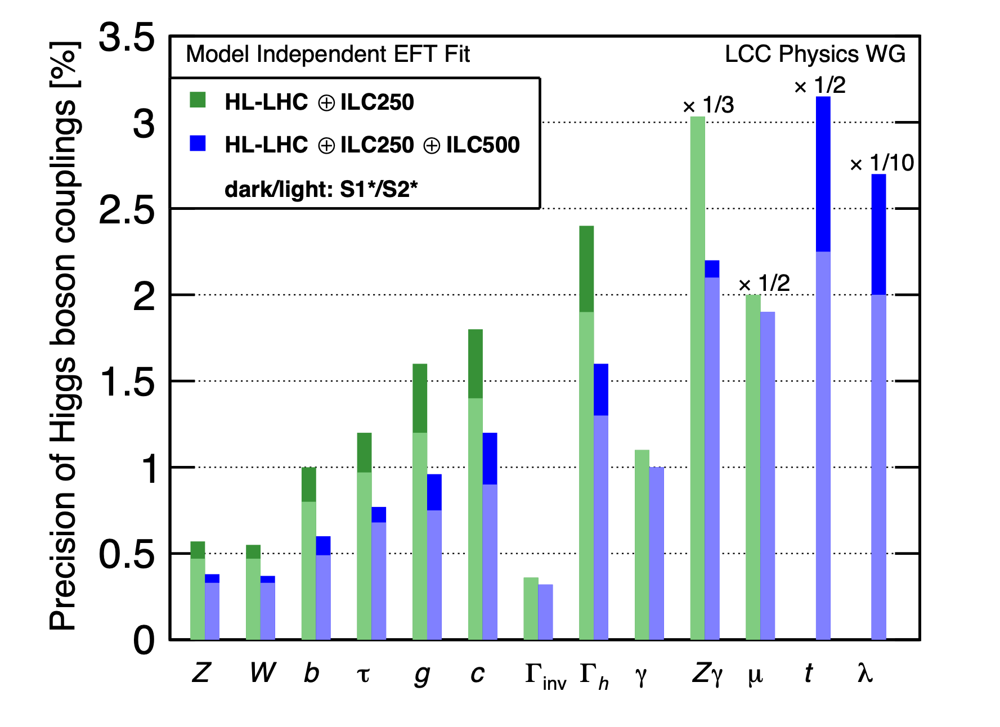 Precision of Higgs boson couplings [%]
3.5
3
2.5
2
1.5
1
0.5
0
Model Independent EFT Fit
LCC Physics WG
HL-LHC ⊕ ILC250
HL-LHC ⊕ ILC250 ⊕ ILC500
dark/light: S1*/S2*
× 1/3
× 1/2
× 1/2
× 1/10
Z W b τ g c Γinv Γh γ Zγ μ t λ